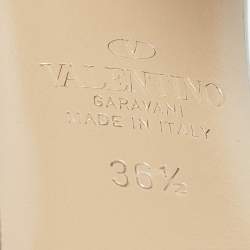 VALENTINO
GARAVANI
MADE IN ITALY
36½